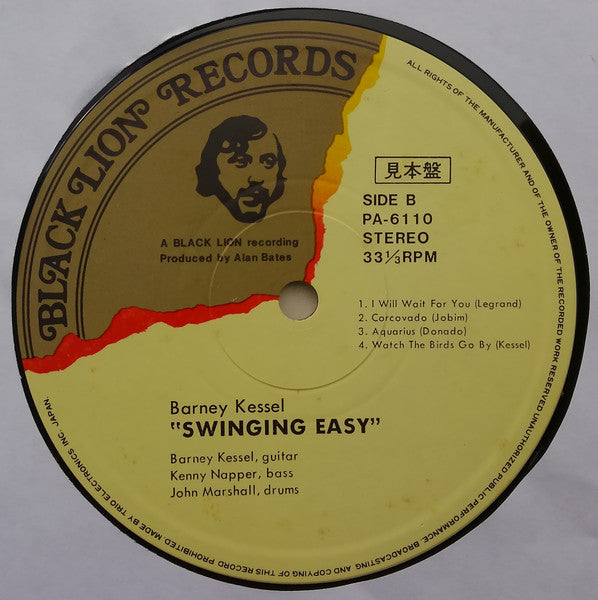 BLACK LION RECORDS
A BLACK LION recording
Produced by Alan Bates
見本盤
SIDE B
PA-6110
STEREO
33 1/3 RPM
1. I Will Wait For You (Legrand)
2. Corcovado (Jobim)
3. Aquarius (Donado)
4. Watch The Birds Go By (Kessel)
Barney Kessel
"SWINGING EASY"
Barney Kessel, guitar
Kenny Napper, bass
John Marshall, drums
ALL RIGHTS OF THE MANUFACTURER AND OF THE OWNER OF THE RECORDED WORK RESERVED UNAUTHORIZED PUBLIC PERFORMANCE. BROADCASTING AND COPYING OF THIS RECORD PROHIBITED. MADE BY TRIO ELECTRONICS INC. JAPAN.